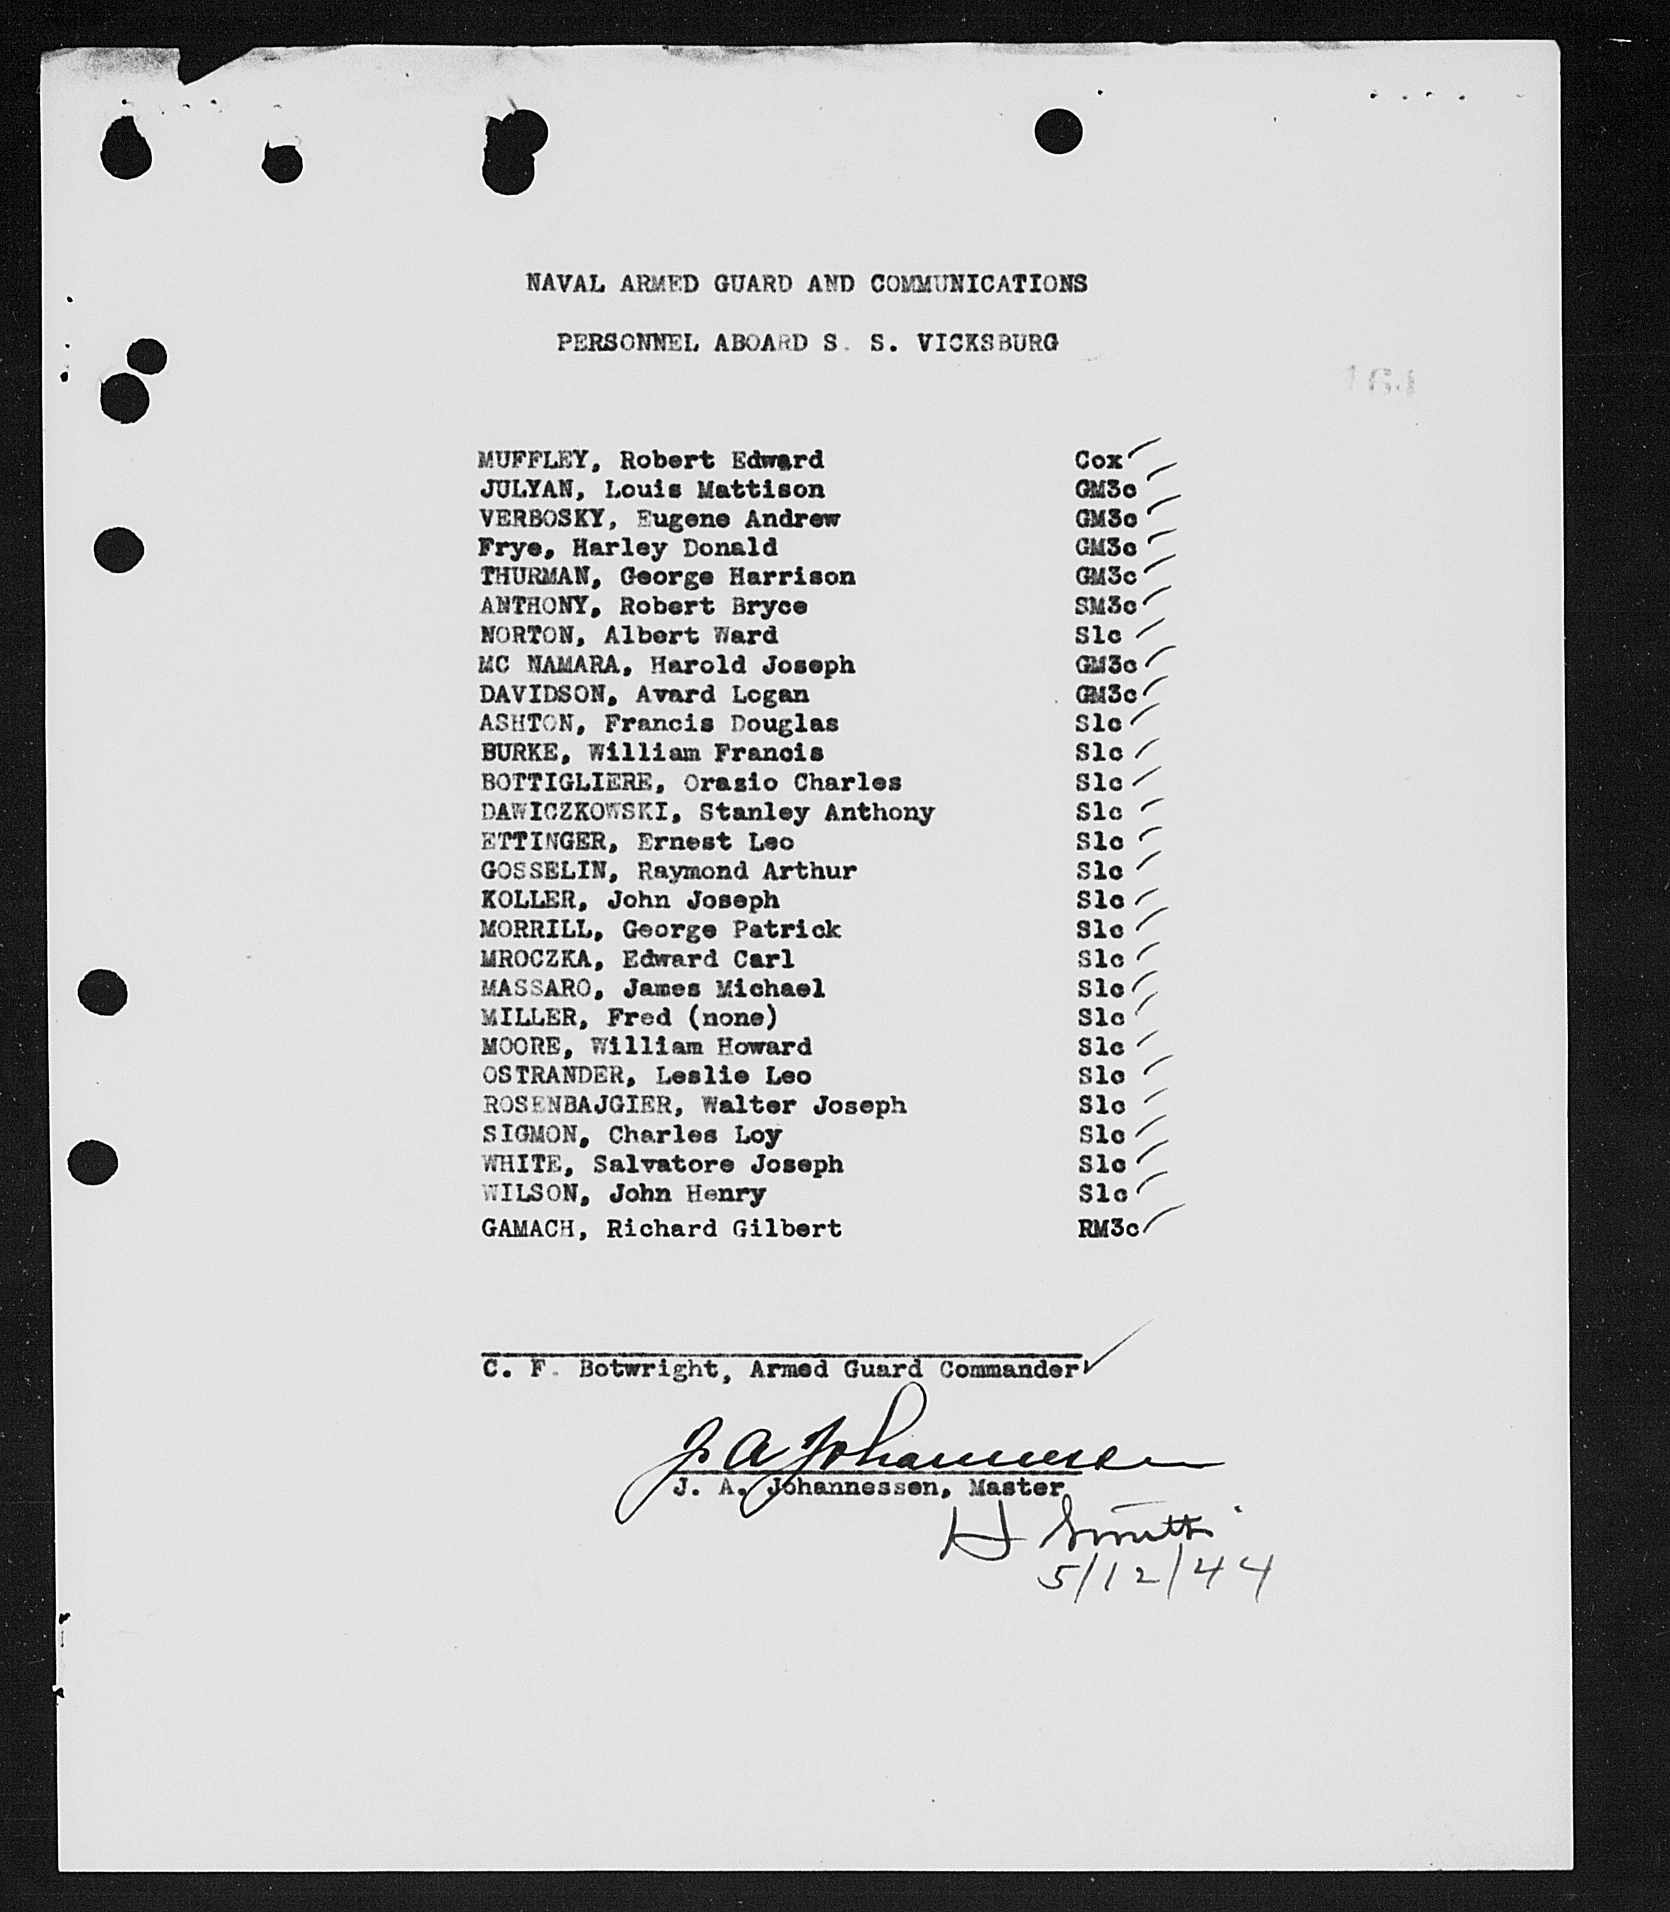 NAVAL ARMED GUARD AND COMMUNICATIONS
PERSONNEL ABOARD S. S. VICKSBURG
164
MUFFLEY, Robert Edward Cox
JULYAN, Louis Mattison GM3c
VERBOSKY, Eugene Andrew GM3c
Frye, Harley Donald GM3c
THURMAN, George Harrison GM3c
ANTHONY, Robert Bryce SM3c
NORTON, Albert Ward S1c
MC NAMARA, Harold Joseph GM3c
DAVIDSON, Avard Logan GM3c
ASHTON, Francis Douglas S1c
BURKE, William Francis S1c
BOTTIGLIERE, Orazio Charles S1c
DAWICZKOWSKI, Stanley Anthony S1c
ETTINGER, Ernest Leo S1c
GOSSELIN, Raymond Arthur S1c
KOLLER, John Joseph S1c
MORRILL, George Patrick S1c
MROCZKA, Edward Carl S1c
MASSARO, James Michael S1c
MILLER, Fred (none) S1c
MOORE, William Howard S1c
OSTRANDER, Leslie Leo S1c
ROSENBAJGIER, Walter Joseph S1c
SIGMON, Charles Loy S1c
WHITE, Salvatore Joseph S1c
WILSON, John Henry S1c
GAMACH, Richard Gilbert RM3c
C. F. Botwright, Armed Guard Commander
J. A. Johannessen
J. A. Johannessen, Master
H Smith
5/12/44